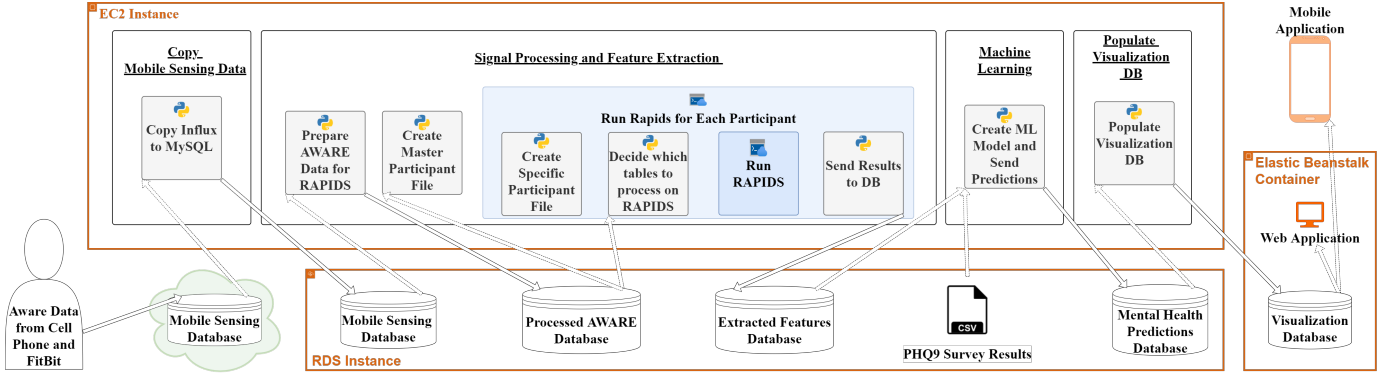 EC2 Instance
Copy
Mobile Sensing Data
Copy Influx
to MySQL
Signal Processing and Feature Extraction
Prepare
AWARE
Data for
RAPIDS
Create
Master
Participant
File
Run Rapids for Each Participant
Create
Specific
Participant
File
Decide which
tables to
process on
RAPIDS
Run
RAPIDS
Send Results
to DB
Machine
Learning
Create ML
Model and
Send
Predictions
Populate
Visualization
DB
Populate
Visualization
DB
Mobile
Application
Elastic Beanstalk
Container
Web Application
Visualization
Database
Aware Data
from Cell
Phone and
FitBit
Mobile Sensing
Database
RDS Instance
Mobile Sensing
Database
Processed AWARE
Database
Extracted Features
Database
CSV
PHQ9 Survey Results
Mental Health
Predictions
Database